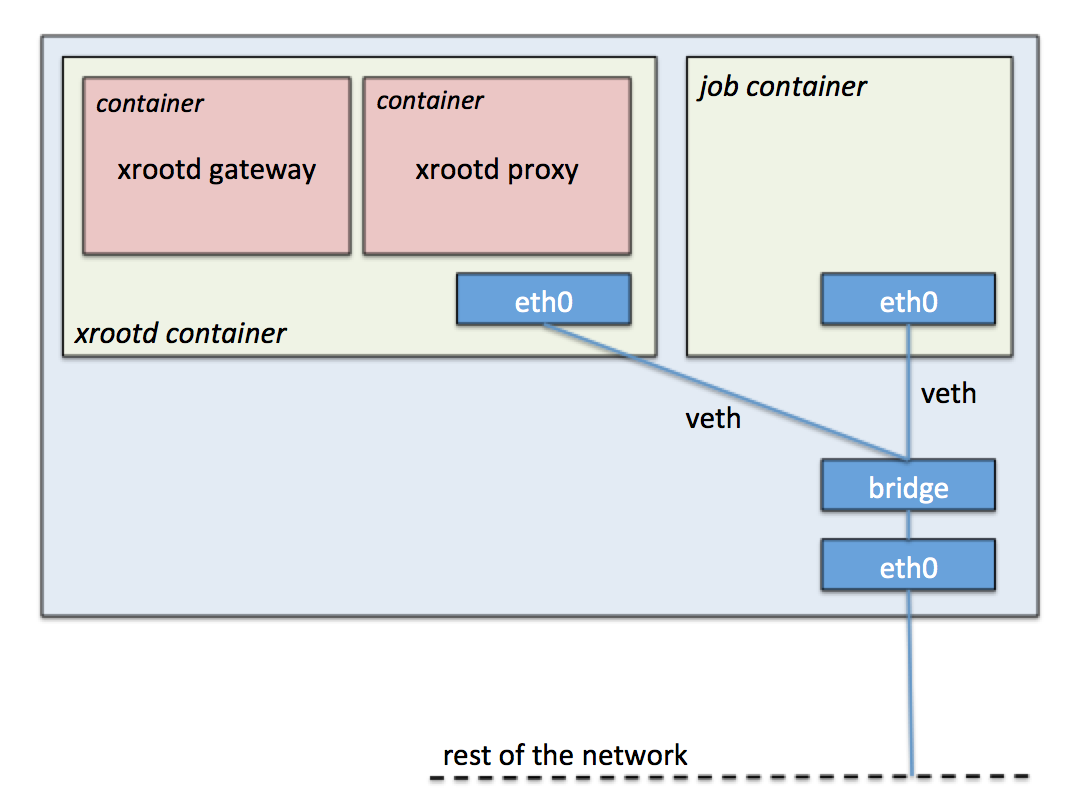 container
xrootd gateway
container
xrootd proxy
eth0
xrootd container
job container
eth0
veth
veth
bridge
eth0
rest of the network